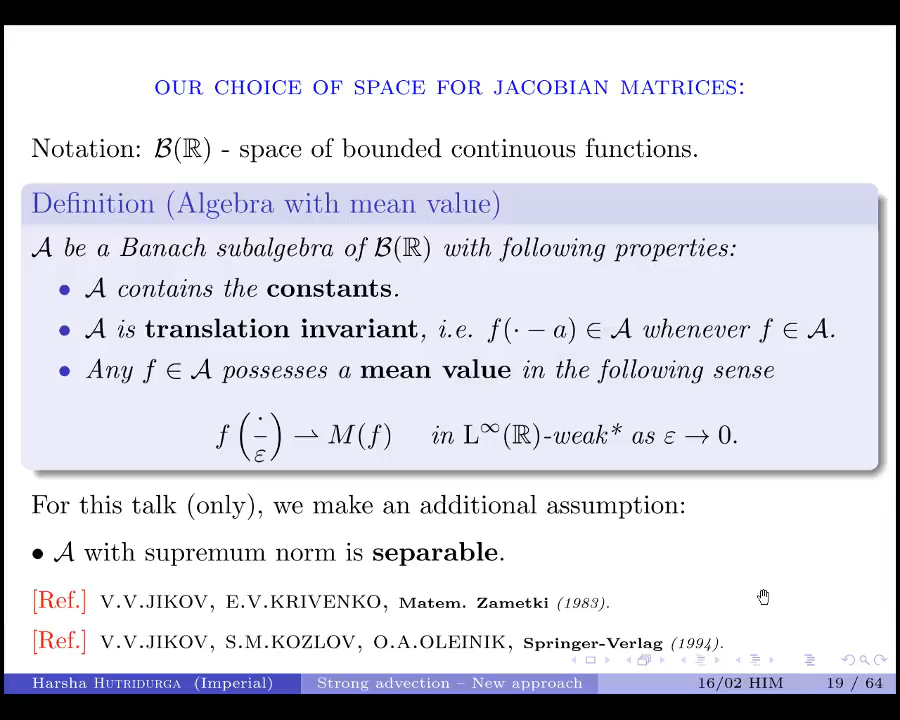 OUR CHOICE OF SPACE FOR JACOBIAN MATRICES:
Notation: ℬ(ℝ) - space of bounded continuous functions.
Definition (Algebra with mean value)
𝒜 be a Banach subalgebra of ℬ(ℝ) with following properties:
• 𝒜 contains the constants.
• 𝒜 is translation invariant, i.e. f(· − a) ∈ 𝒜 whenever f ∈ 𝒜.
• Any f ∈ 𝒜 possesses a mean value in the following sense
f(·/ε) ⇀ M(f) in L^∞(ℝ)-weak* as ε → 0.
For this talk (only), we make an additional assumption:
• 𝒜 with supremum norm is separable.
[Ref.] V.V.JIKOV, E.V.KRIVENKO, Matem. Zametki (1983).
[Ref.] V.V.JIKOV, S.M.KOZLOV, O.A.OLEINIK, Springer-Verlag (1994).
Harsha HUTRIDURGA (Imperial) Strong advection – New approach 16/02 HIM 19 / 64